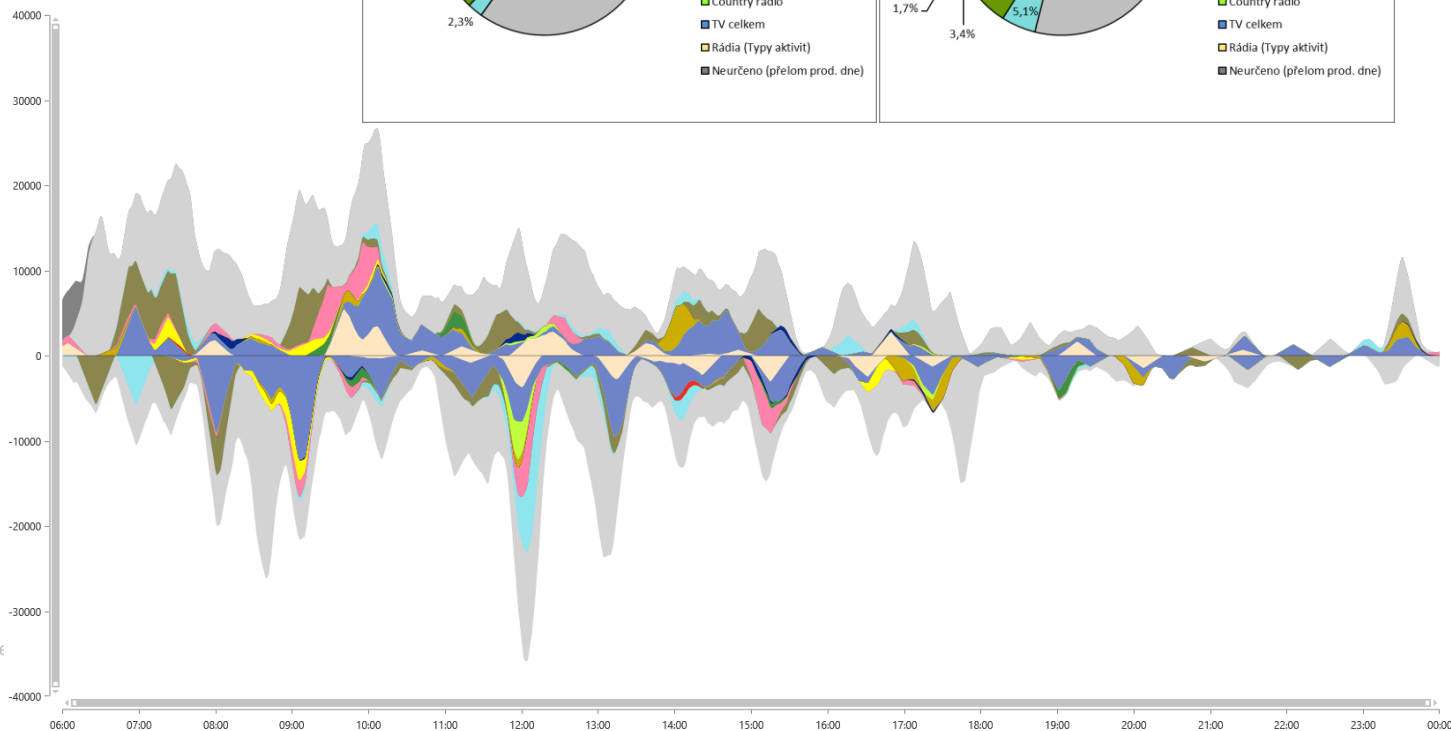 40000
30000
20000
10000
0
-10000
-20000
-30000
-40000
2,3%
Country radio
TV celkem
Rádia (Typy aktivit)
Neurčeno (přelom prod. dne)
1,7%
3,4%
5,1%
Country radio
TV celkem
Rádia (Typy aktivit)
Neurčeno (přelom prod. dne)
06:00 07:00 08:00 09:00 10:00 11:00 12:00 13:00 14:00 15:00 16:00 17:00 18:00 19:00 20:00 21:00 22:00 23:00 00:00